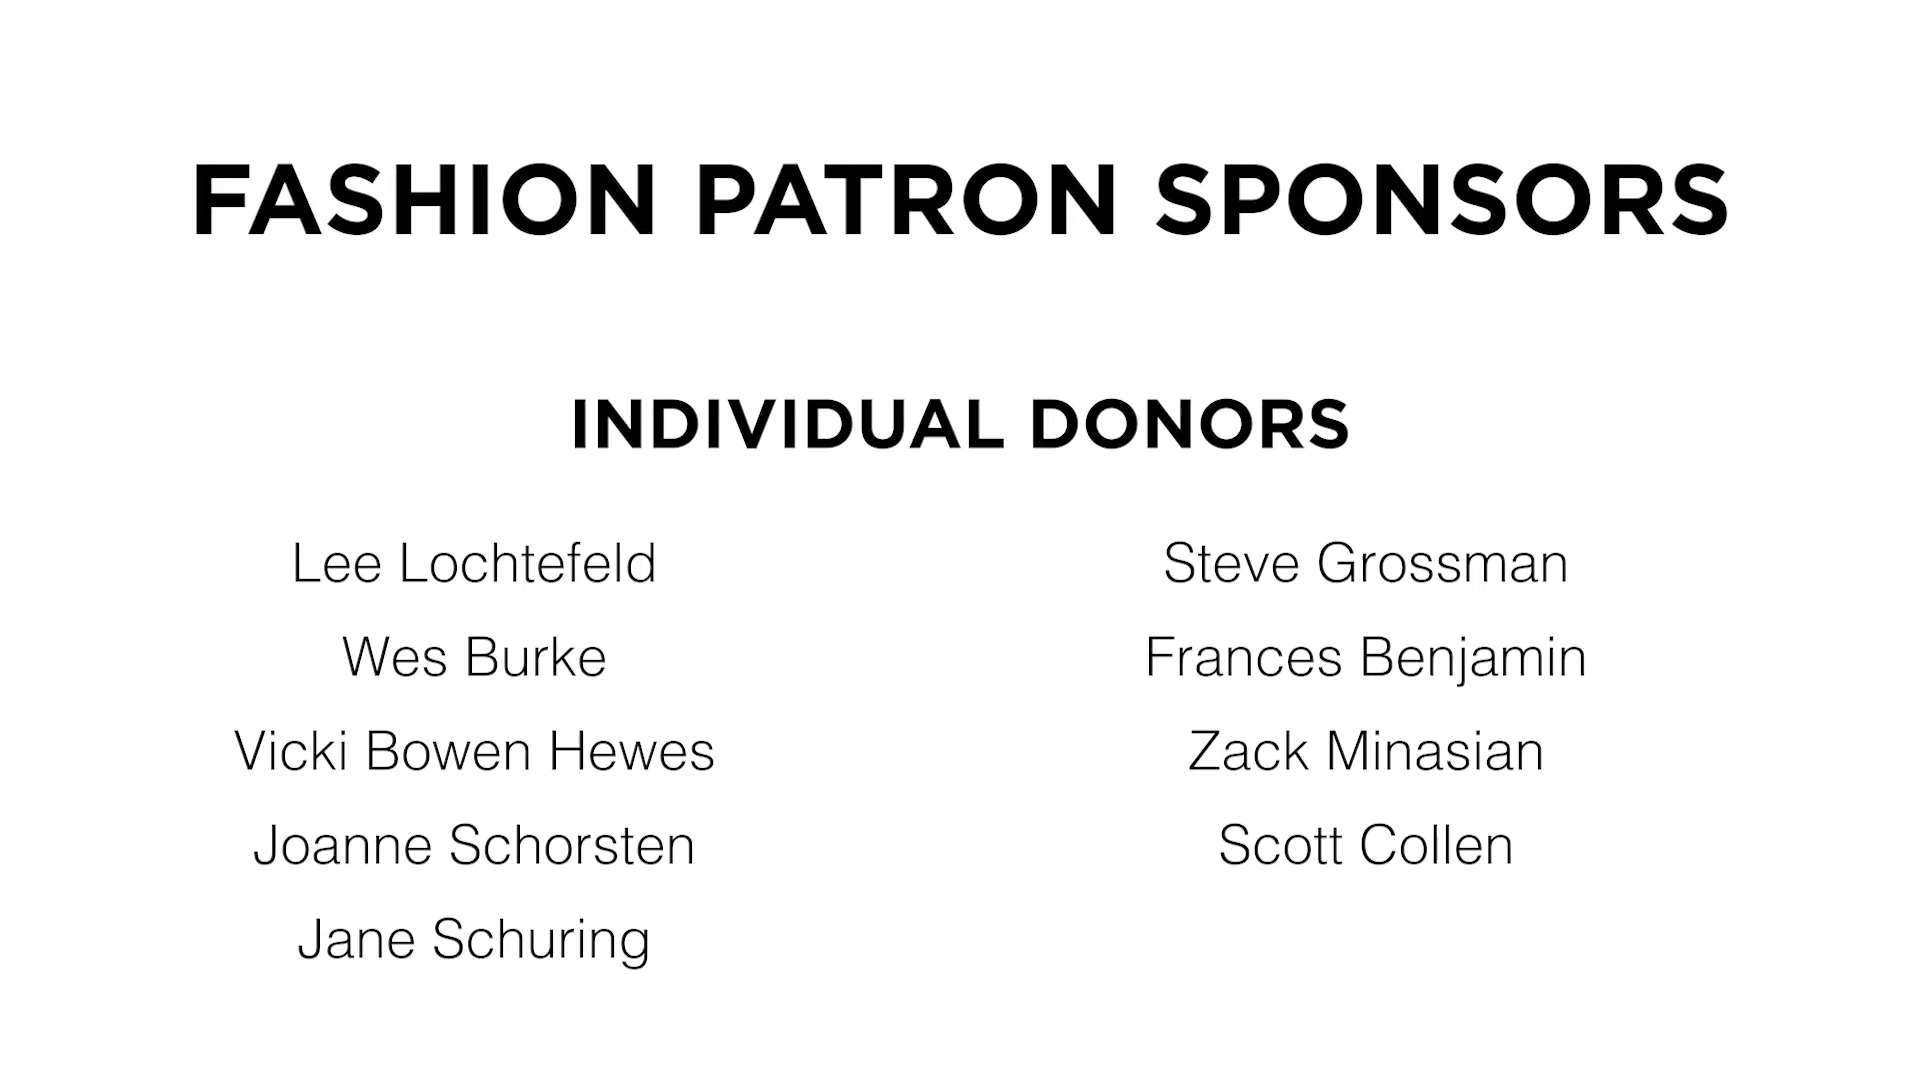 FASHION PATRON SPONSORS
INDIVIDUAL DONORS
Lee Lochtefeld
Wes Burke
Vicki Bowen Hewes
Joanne Schorsten
Jane Schuring
Steve Grossman
Frances Benjamin
Zack Minasian
Scott Collen